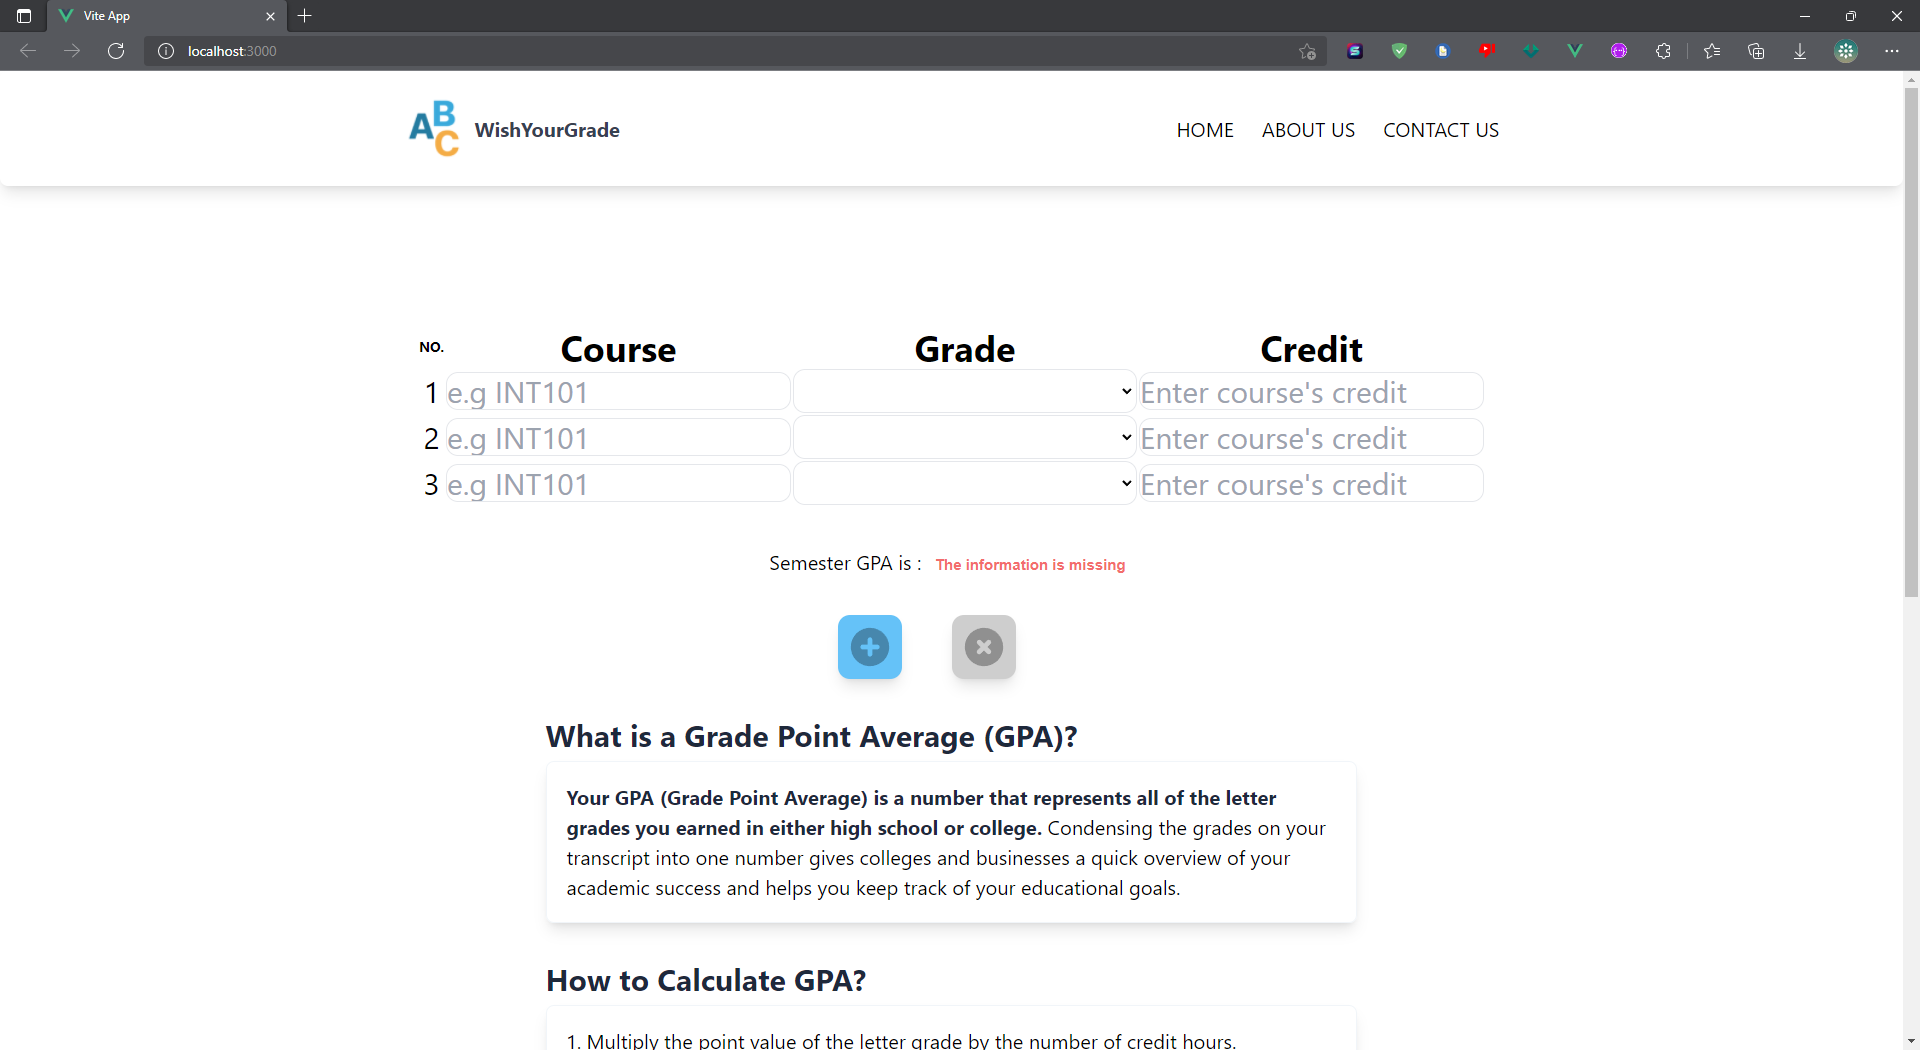 Vite App
localhost:3000
ABC
WishYourGrade
HOME ABOUT US CONTACT US
NO. Course Grade Credit
1 e.g INT101 Enter course's credit
2 e.g INT101 Enter course's credit
3 e.g INT101 Enter course's credit
Semester GPA is : The information is missing
What is a Grade Point Average (GPA)?
Your GPA (Grade Point Average) is a number that represents all of the letter
grades you earned in either high school or college. Condensing the grades on your
transcript into one number gives colleges and businesses a quick overview of your
academic success and helps you keep track of your educational goals.
How to Calculate GPA?
1. Multiply the point value of the letter grade by the number of credit hours.